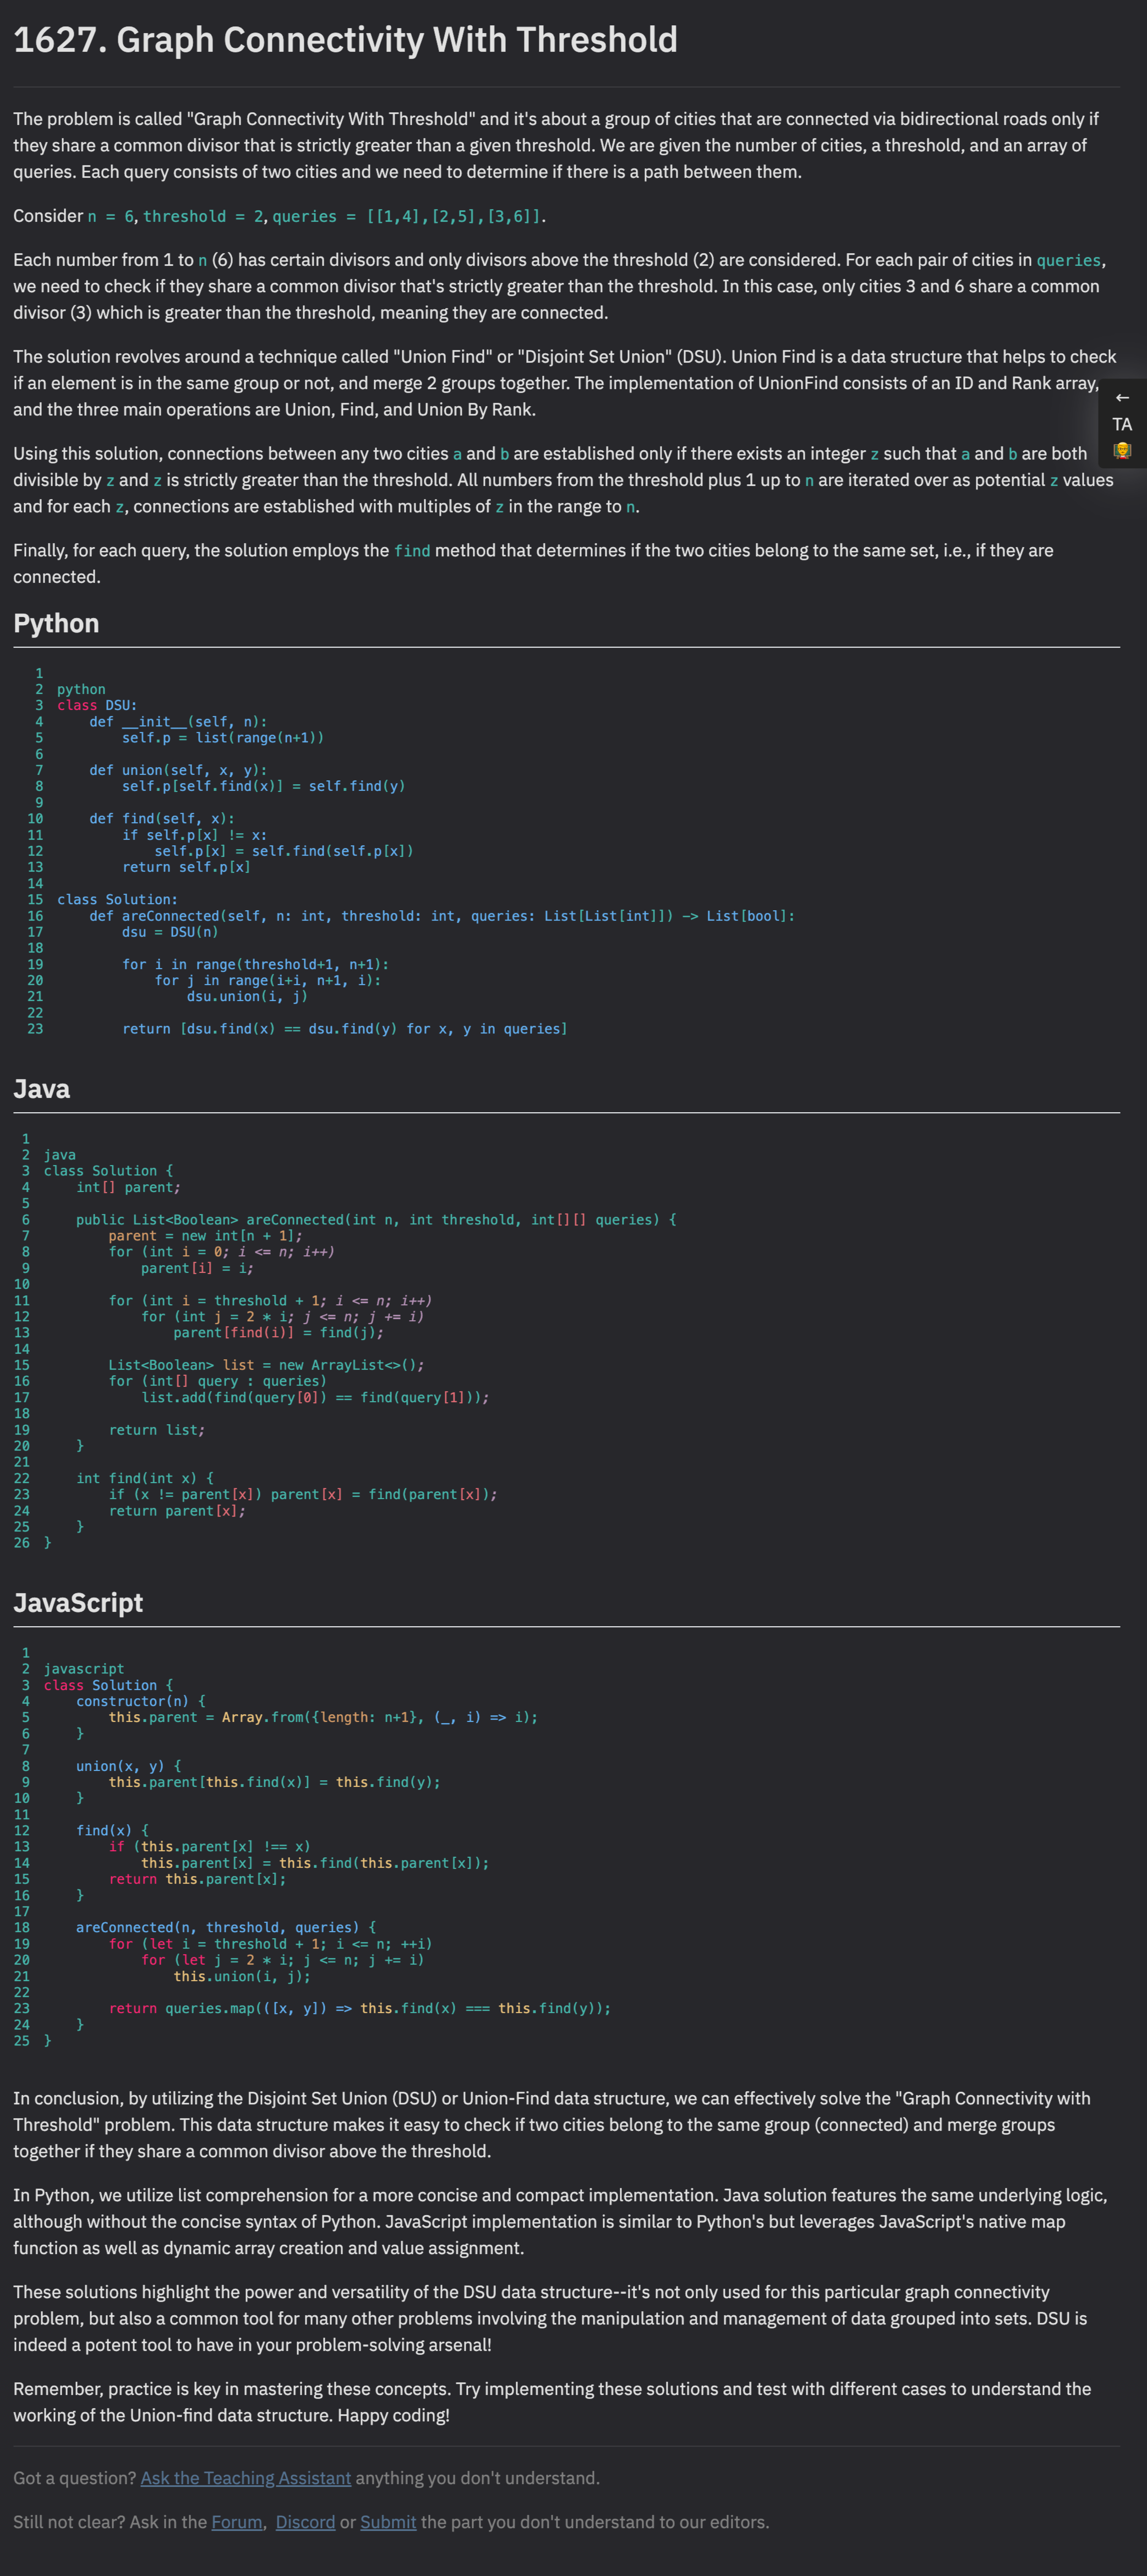 1627. Graph Connectivity With Threshold
The problem is called "Graph Connectivity With Threshold" and it's about a group of cities that are connected via bidirectional roads only if
they share a common divisor that is strictly greater than a given threshold. We are given the number of cities, a threshold, and an array of
queries. Each query consists of two cities and we need to determine if there is a path between them.
Consider n = 6, threshold = 2, queries = [[1,4],[2,5],[3,6]].
Each number from 1 to n (6) has certain divisors and only divisors above the threshold (2) are considered. For each pair of cities in queries,
we need to check if they share a common divisor that's strictly greater than the threshold. In this case, only cities 3 and 6 share a common
divisor (3) which is greater than the threshold, meaning they are connected.
The solution revolves around a technique called "Union Find" or "Disjoint Set Union" (DSU). Union Find is a data structure that helps to check
if an element is in the same group or not, and merge 2 groups together. The implementation of UnionFind consists of an ID and Rank array,
and the three main operations are Union, Find, and Union By Rank.
←
TA
Using this solution, connections between any two cities a and b are established only if there exists an integer z such that a and b are both
divisible by z and z is strictly greater than the threshold. All numbers from the threshold plus 1 up to n are iterated over as potential z values
and for each z, connections are established with multiples of z in the range to n.
Finally, for each query, the solution employs the find method that determines if the two cities belong to the same set, i.e., if they are
connected.
Python
1
2 python
3 class DSU:
4     def __init__(self, n):
5         self.p = list(range(n+1))
6
7     def union(self, x, y):
8         self.p[self.find(x)] = self.find(y)
9
10     def find(self, x):
11         if self.p[x] != x:
12             self.p[x] = self.find(self.p[x])
13         return self.p[x]
14
15 class Solution:
16     def areConnected(self, n: int, threshold: int, queries: List[List[int]]) -> List[bool]:
17         dsu = DSU(n)
18
19         for i in range(threshold+1, n+1):
20             for j in range(i+i, n+1, i):
21                 dsu.union(i, j)
22
23         return [dsu.find(x) == dsu.find(y) for x, y in queries]
Java
1
2 java
3 class Solution {
4     int[] parent;
5
6     public List<Boolean> areConnected(int n, int threshold, int[][] queries) {
7         parent = new int[n + 1];
8         for (int i = 0; i <= n; i++)
9             parent[i] = i;
10
11         for (int i = threshold + 1; i <= n; i++)
12             for (int j = 2 * i; j <= n; j += i)
13                 parent[find(i)] = find(j);
14
15         List<Boolean> list = new ArrayList<>();
16         for (int[] query : queries)
17             list.add(find(query[0]) == find(query[1]));
18
19         return list;
20     }
21
22     int find(int x) {
23         if (x != parent[x]) parent[x] = find(parent[x]);
24         return parent[x];
25     }
26 }
JavaScript
1
2 javascript
3 class Solution {
4     constructor(n) {
5         this.parent = Array.from({length: n+1}, (_, i) => i);
6     }
7
8     union(x, y) {
9         this.parent[this.find(x)] = this.find(y);
10     }
11
12     find(x) {
13         if (this.parent[x] !== x)
14             this.parent[x] = this.find(this.parent[x]);
15         return this.parent[x];
16     }
17
18     areConnected(n, threshold, queries) {
19         for (let i = threshold + 1; i <= n; ++i)
20             for (let j = 2 * i; j <= n; j += i)
21                 this.union(i, j);
22
23         return queries.map(([x, y]) => this.find(x) === this.find(y));
24     }
25 }
In conclusion, by utilizing the Disjoint Set Union (DSU) or Union-Find data structure, we can effectively solve the "Graph Connectivity with
Threshold" problem. This data structure makes it easy to check if two cities belong to the same group (connected) and merge groups
together if they share a common divisor above the threshold.
In Python, we utilize list comprehension for a more concise and compact implementation. Java solution features the same underlying logic,
although without the concise syntax of Python. JavaScript implementation is similar to Python's but leverages JavaScript's native map
function as well as dynamic array creation and value assignment.
These solutions highlight the power and versatility of the DSU data structure--it's not only used for this particular graph connectivity
problem, but also a common tool for many other problems involving the manipulation and management of data grouped into sets. DSU is
indeed a potent tool to have in your problem-solving arsenal!
Remember, practice is key in mastering these concepts. Try implementing these solutions and test with different cases to understand the
working of the Union-find data structure. Happy coding!
Got a question? Ask the Teaching Assistant anything you don't understand.
Still not clear? Ask in the Forum, Discord or Submit the part you don't understand to our editors.